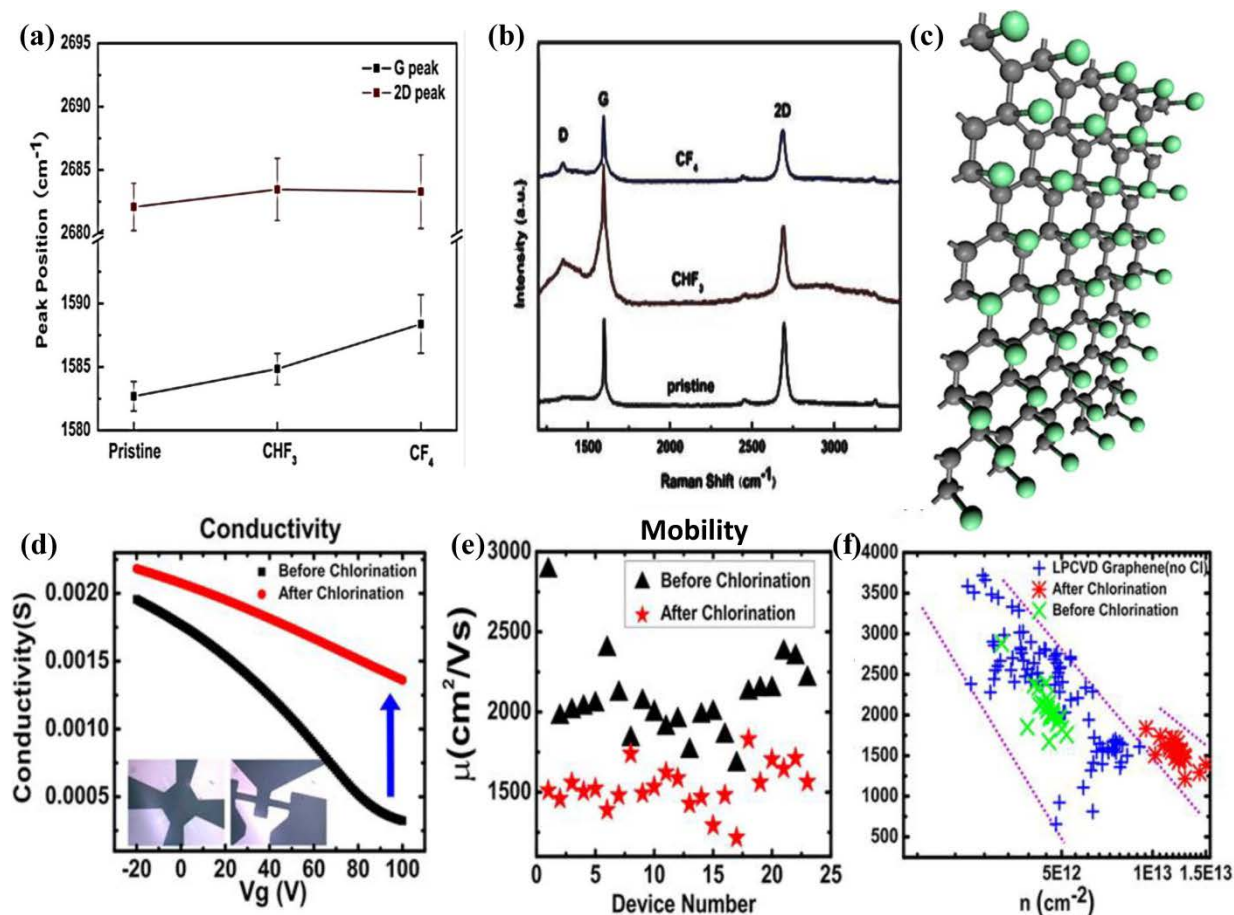 (a)
2695
2690
2685
2680
1590
1585
1580
Peak Position (cm⁻¹)
G peak
2D peak
Pristine
CHF₃
CF₄
(b)
D
G
2D
CF₄
CHF₃
pristine
Intensity (a.u.)
1500
2000
2500
3000
Raman Shift (cm⁻¹)
(c)
(d)
Conductivity
Before Chlorination
After Chlorination
0.0020
0.0015
0.0010
0.0005
Conductivity(S)
-20
0
20
40
60
80
100
Vg (V)
(e)
Mobility
Before Chlorination
After Chlorination
3000
2500
2000
1500
μ(cm²/Vs)
0
5
10
15
20
25
Device Number
(f)
LPCVD Graphene(no Cl)
After Chlorination
Before Chlorination
4000
3500
3000
2500
2000
1500
1000
500
5E12
1E13
1.5E13
n (cm⁻²)